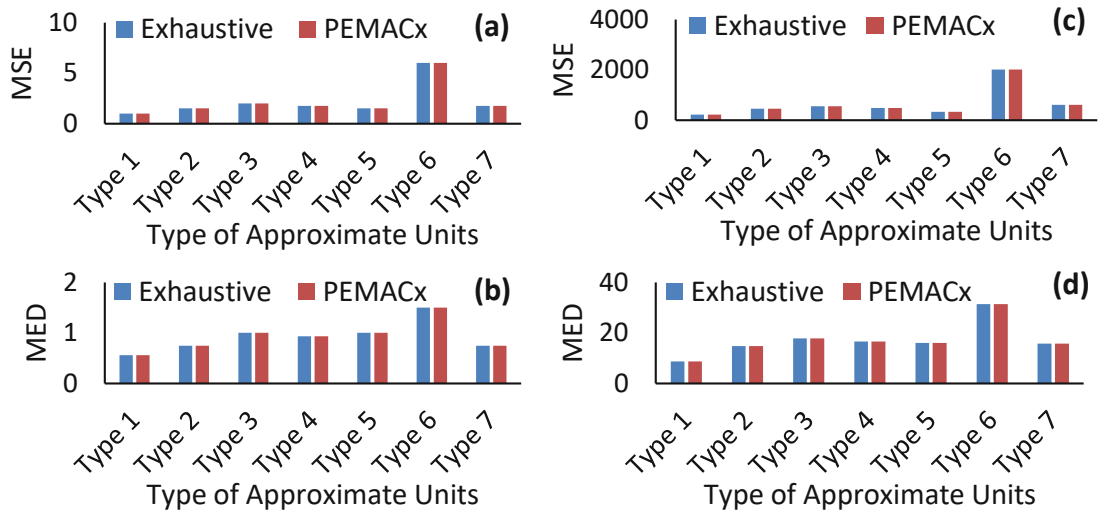 MSE
10
5
0
Exhaustive PEMACx
(a)
Type 1 Type 2 Type 3 Type 4 Type 5 Type 6 Type 7
Type of Approximate Units
MSE
4000
2000
0
Exhaustive PEMACx
(c)
Type 1 Type 2 Type 3 Type 4 Type 5 Type 6 Type 7
Type of Approximate Units
MED
2
1
0
Exhaustive PEMACx
(b)
Type 1 Type 2 Type 3 Type 4 Type 5 Type 6 Type 7
Type of Approximate Units
MED
40
20
0
Exhaustive PEMACx
(d)
Type 1 Type 2 Type 3 Type 4 Type 5 Type 6 Type 7
Type of Approximate Units